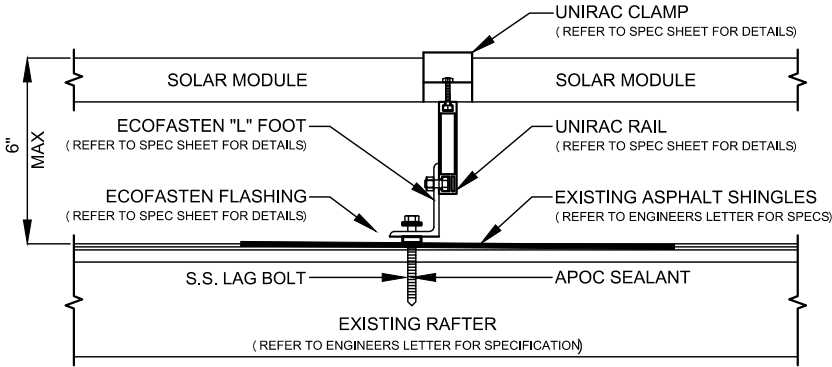 UNIRAC CLAMP
( REFER TO SPEC SHEET FOR DETAILS)
SOLAR MODULE
SOLAR MODULE
6"
MAX
ECOFASTEN "L" FOOT
( REFER TO SPEC SHEET FOR DETAILS)
UNIRAC RAIL
( REFER TO SPEC SHEET FOR DETAILS)
ECOFASTEN FLASHING
( REFER TO SPEC SHEET FOR DETAILS)
EXISTING ASPHALT SHINGLES
( REFER TO ENGINEERS LETTER FOR SPECS)
S.S. LAG BOLT
APOC SEALANT
EXISTING RAFTER
( REFER TO ENGINEERS LETTER FOR SPECIFICATION)